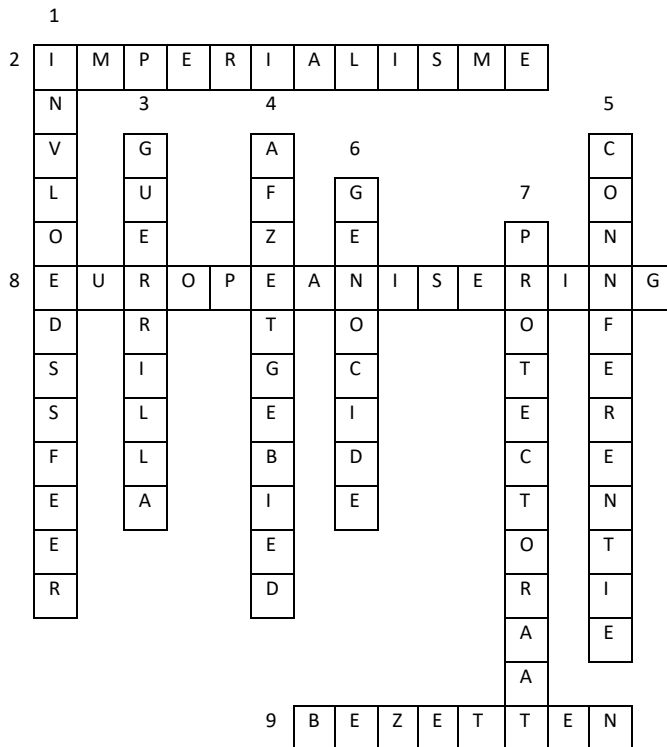 1
2 I M P E R I A L I S M E
N 3 4 5
V G A 6 C
L U F G 7 O
O E Z E P N
8 E U R O P E A N I S E R I N G
D R T O O F
S I G C T E
S L E I E R
F L B D C E
E A I E T N
E E O T
R D R I
A E
A
9 B E Z E T T E N